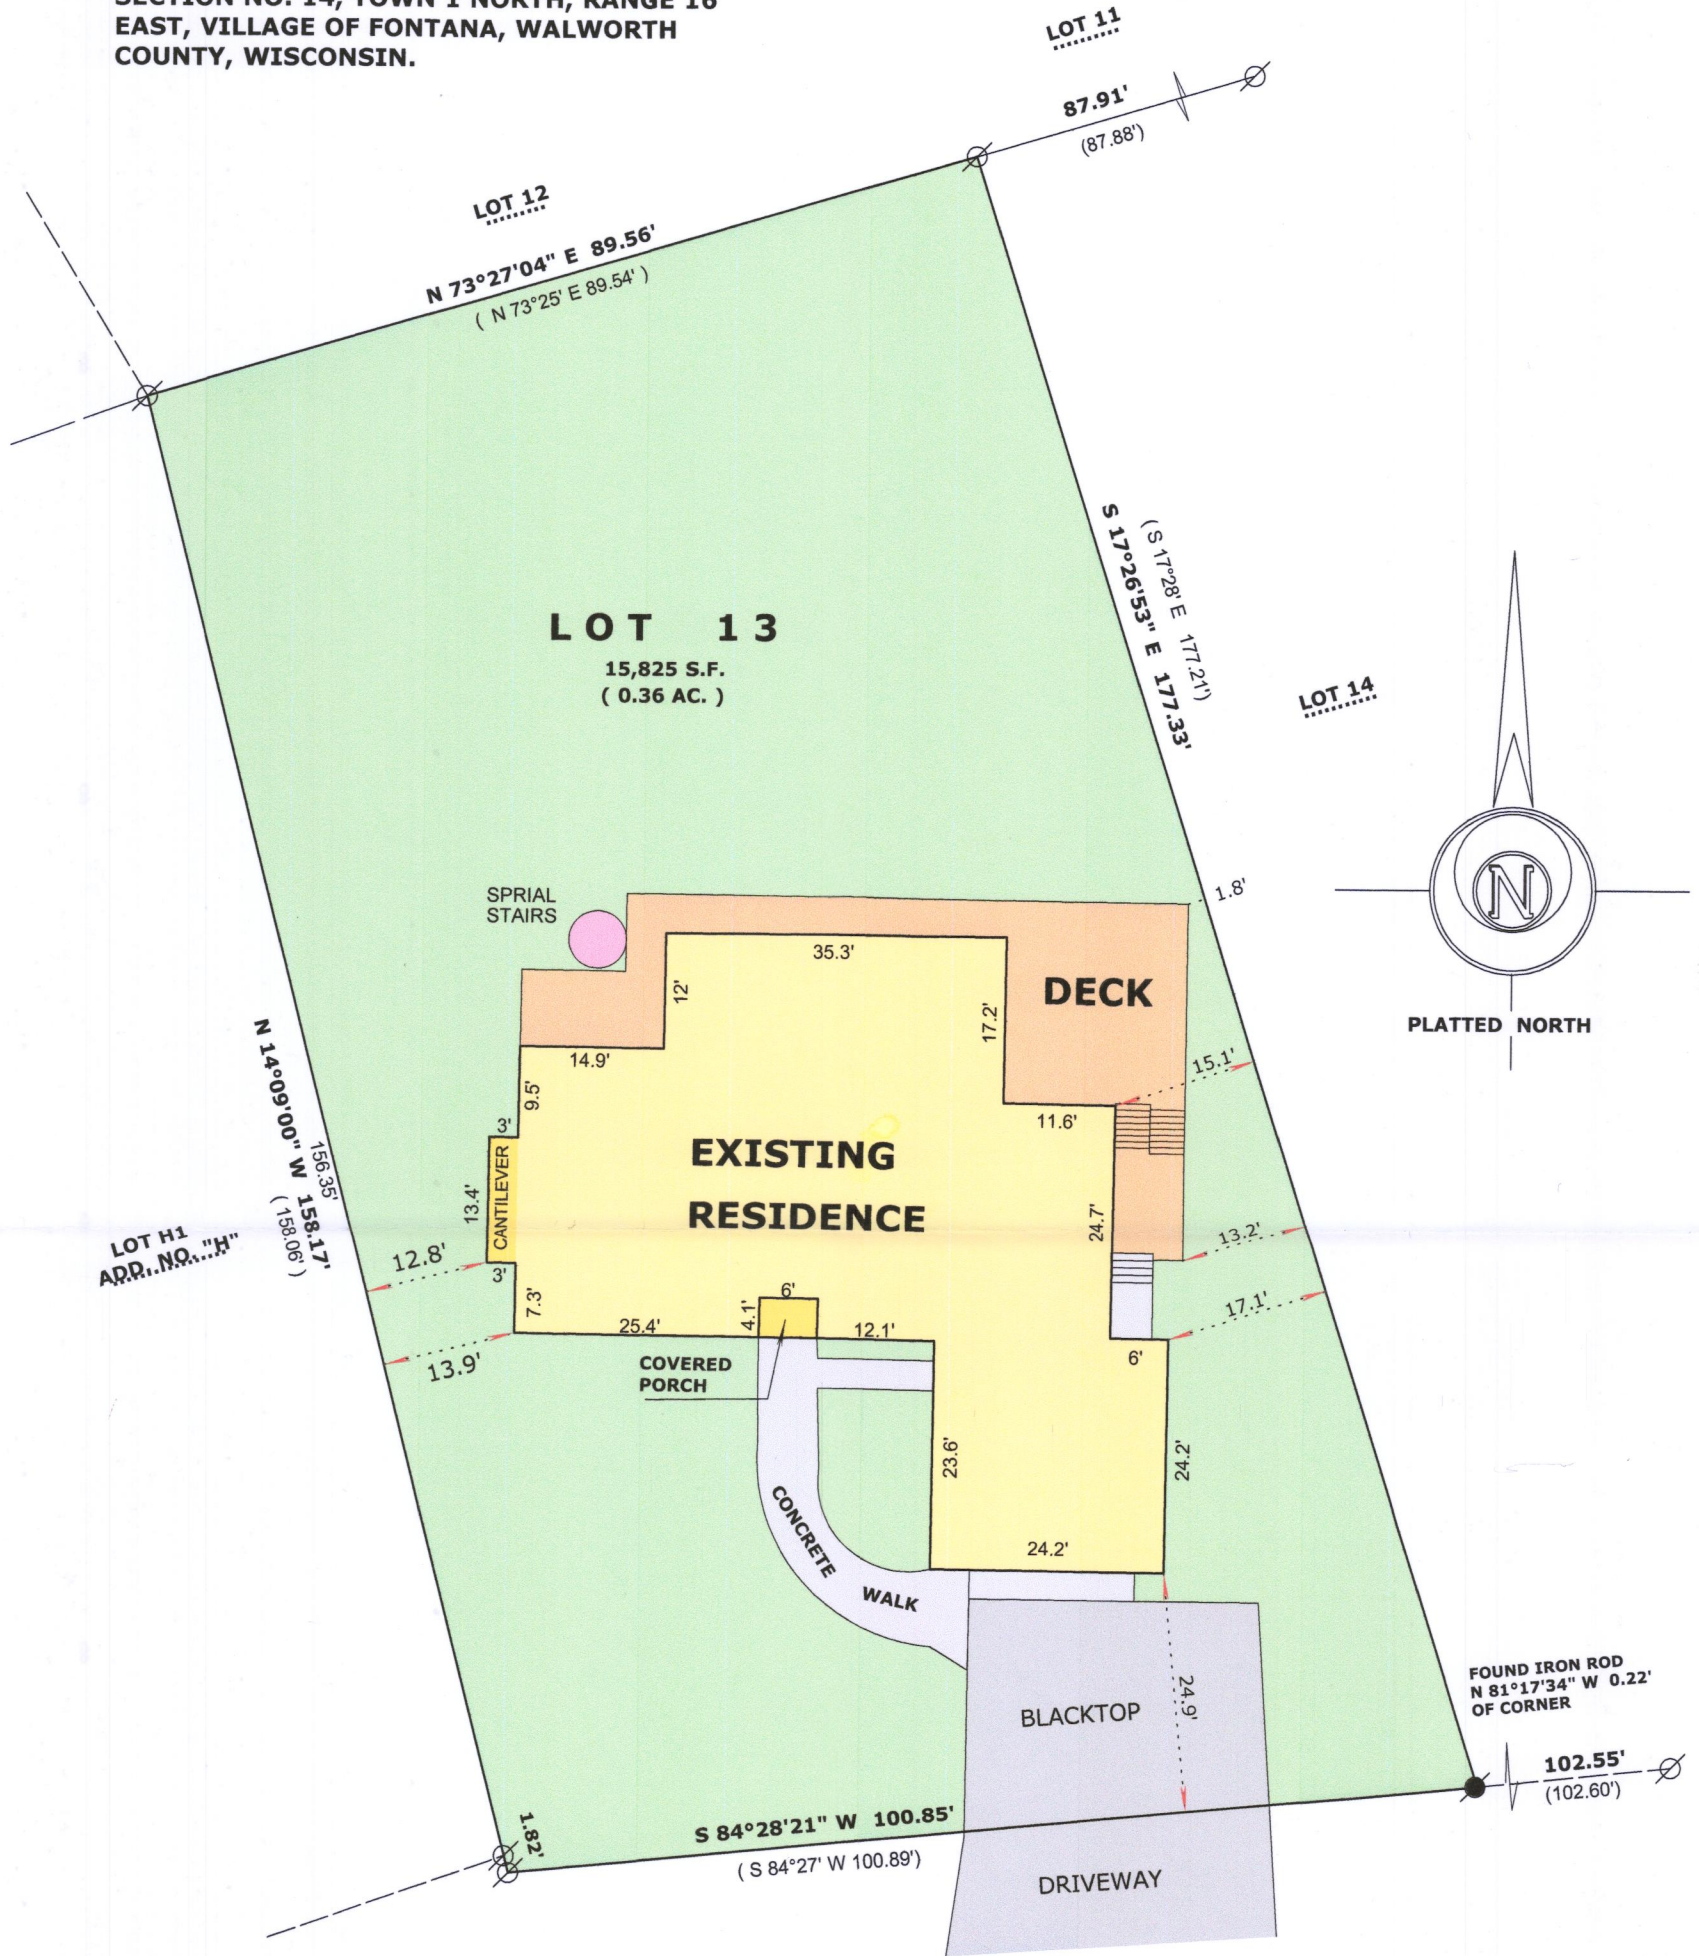 SECTION NO. 14, TOWN 1 NORTH, RANGE 16
EAST, VILLAGE OF FONTANA, WALWORTH
COUNTY, WISCONSIN.
LOT 11
87.91'
(87.88')
LOT 12
N 73°27'04" E 89.56'
( N 73°25' E 89.54' )
S 17°26'53" E 177.33'
( S 17°28' E 177.21')
LOT 13
15,825 S.F.
( 0.36 AC. )
LOT 14
N
PLATTED NORTH
SPRIAL
STAIRS
1.8'
35.3'
12'
17.2'
DECK
14.9'
9.5'
15.1'
11.6'
3'
CANTILEVER
13.4'
3'
7.3'
EXISTING
RESIDENCE
24.7'
13.2'
17.1'
N 14°09'00" W 158.17'
156.35'
( 158.06' )
LOT H1
ADD. NO. "H"
12.8'
13.9'
25.4'
4.1'
6'
12.1'
6'
COVERED
PORCH
23.6'
24.2'
24.2'
CONCRETE
WALK
BLACKTOP
24.9'
FOUND IRON ROD
N 81°17'34" W 0.22'
OF CORNER
102.55'
(102.60')
1.82'
S 84°28'21" W 100.85'
( S 84°27' W 100.89')
DRIVEWAY